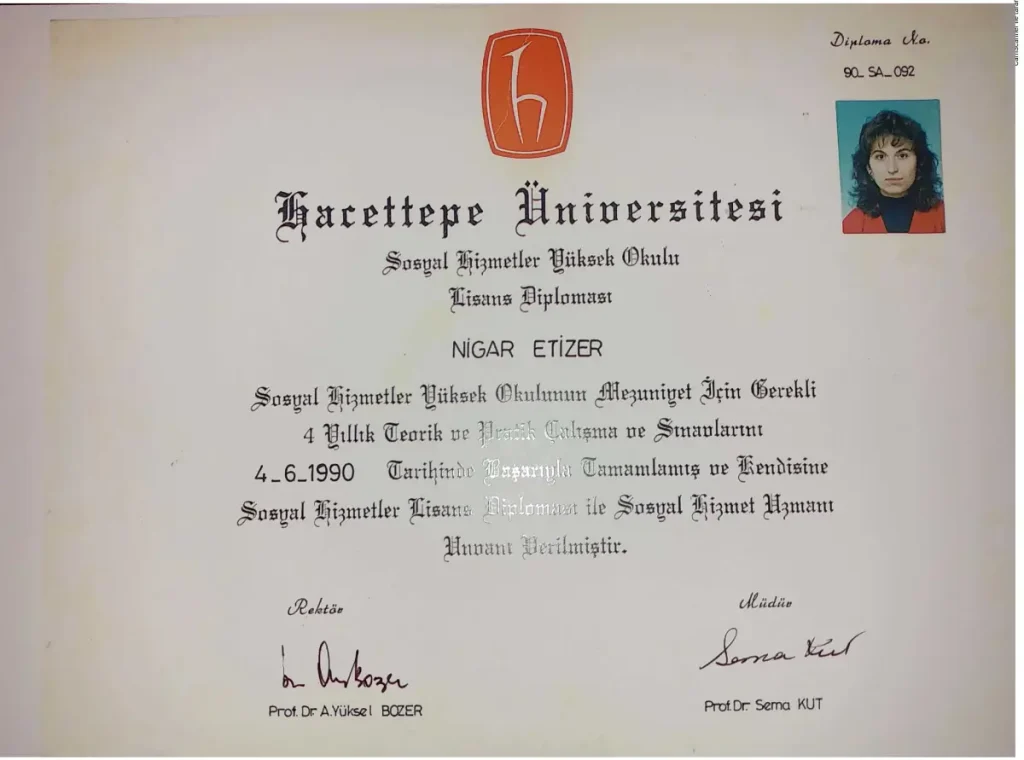 Diploma No.
90_SA_092
Hacettepe Üniversitesi
Sosyal Hizmetler Yüksek Okulu
Lisans Diploması
NİGAR ETİZER
Sosyal Hizmetler Yüksek Okulunun Mezuniyet İçin Gerekli
4 Yıllık Teorik ve Pratik Çalışma ve Sınavlarını
4_6_1990 Tarihinde Başarıyla Tamamlamış ve Kendisine
Sosyal Hizmetler Lisans Diploması ile Sosyal Hizmet Uzmanı
Unvanı Verilmiştir.
Rektör
Müdür
Sema Kut
Prof. Dr A.Yüksel BOZER
Prof.Dr. Sema KUT